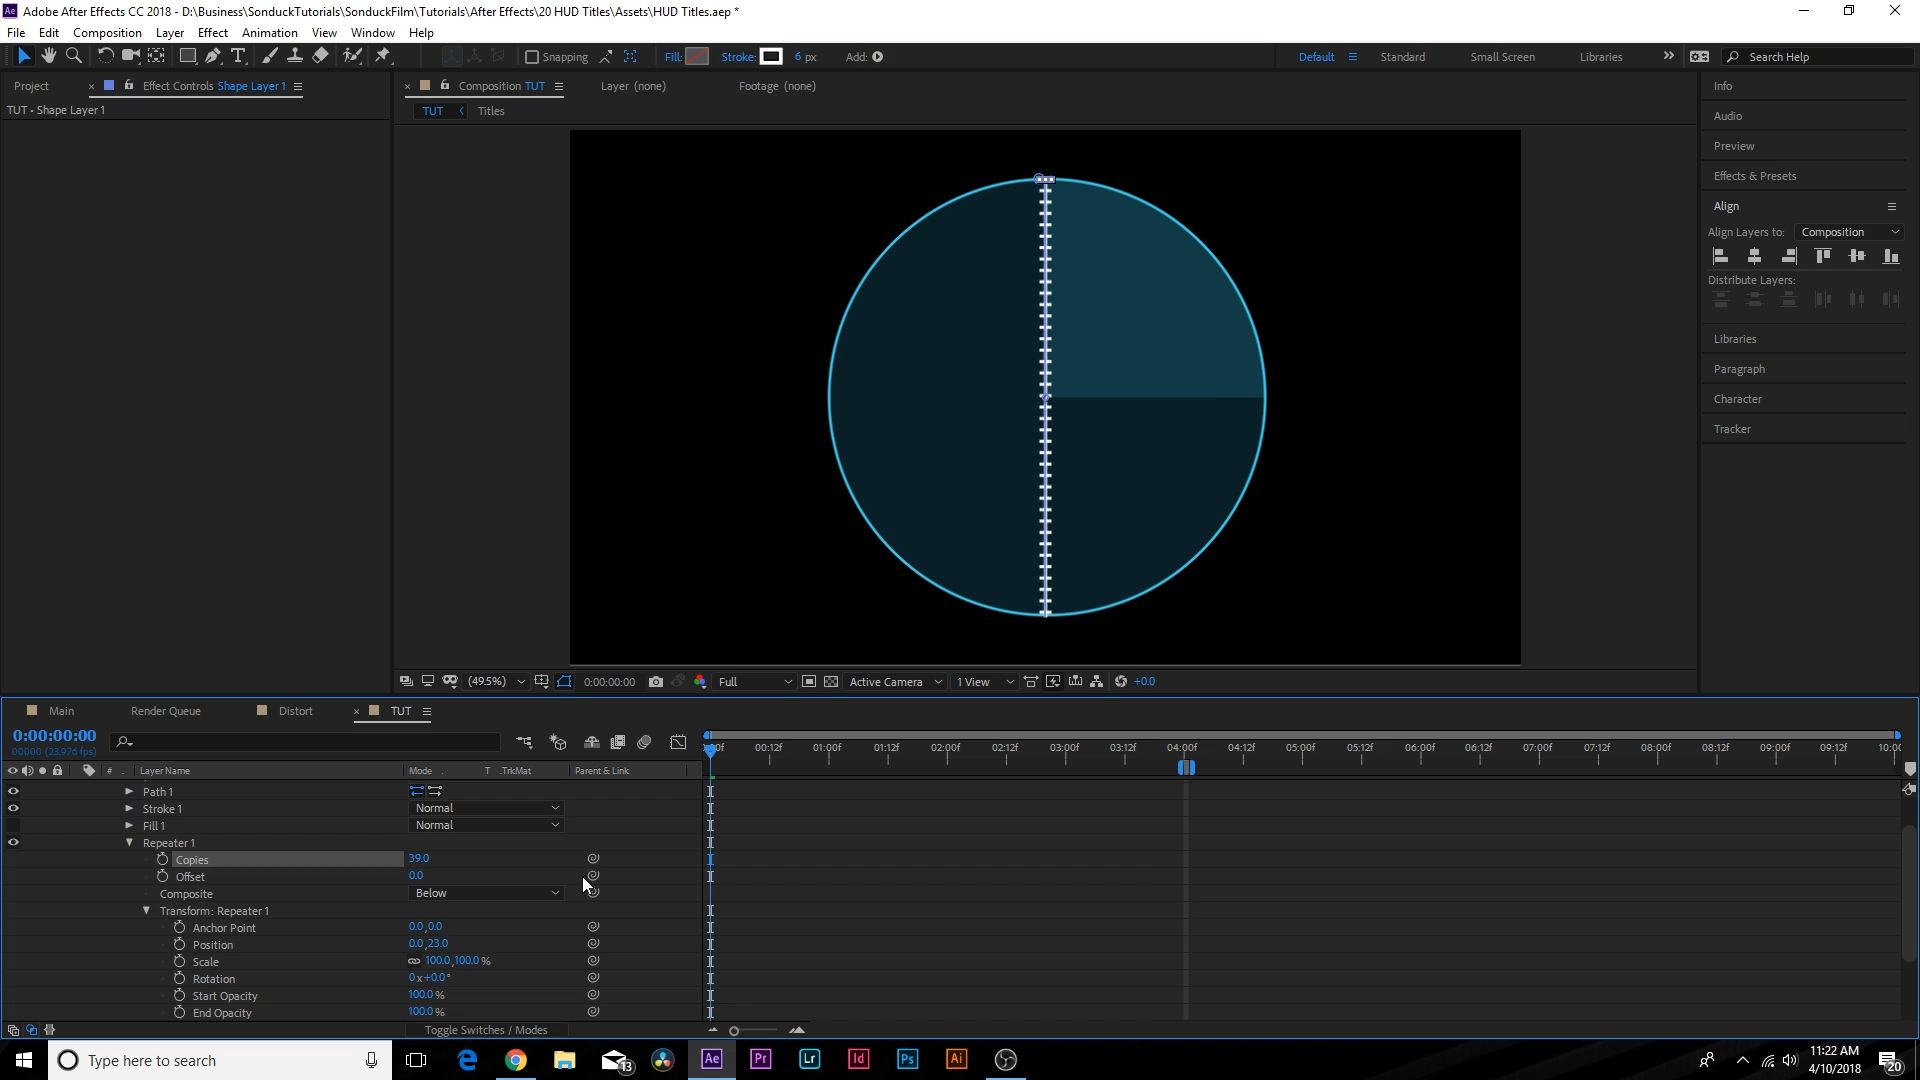 Ae Adobe After Effects CC 2018 - D:\Business\SonduckTutorials\SonduckFilm\Tutorials\After Effects\20 HUD Titles\Assets\HUD Titles.aep *
File Edit Composition Layer Effect Animation View Window Help
Snapping Fill: Stroke: 6 px Add: Default Standard Small Screen Libraries Search Help
Project Effect Controls Shape Layer 1 Composition TUT Layer (none) Footage (none) Info
TUT • Shape Layer 1 TUT Titles
Audio
Preview
Effects & Presets
Align
Align Layers to: Composition
Distribute Layers:
Libraries
Paragraph
Character
Tracker
(49.5%) 0:00:00:00 Full Active Camera 1 View +0.0
Main Render Queue Distort TUT
0:00:00:00
00000 (23.976 fps)
00:12f 01:00f 01:12f 02:00f 02:12f 03:00f 03:12f 04:00f 04:12f 05:00f 05:12f 06:00f 06:12f 07:00f 07:12f 08:00f 08:12f 09:00f 09:12f
# Layer Name Mode T .TrkMat Parent & Link
Path 1
Stroke 1 Normal
Fill 1 Normal
Repeater 1
Copies 39.0
Offset 0.0
Composite Below
Transform: Repeater 1
Anchor Point 0.0,0.0
Position 0.0,23.0
Scale 100.0,100.0 %
Rotation 0x+0.0°
Start Opacity 100.0 %
End Opacity 100.0 %
Toggle Switches / Modes
Type here to search 13 Ae Pr Lr Id Ps Ai 11:22 AM
4/10/2018 20